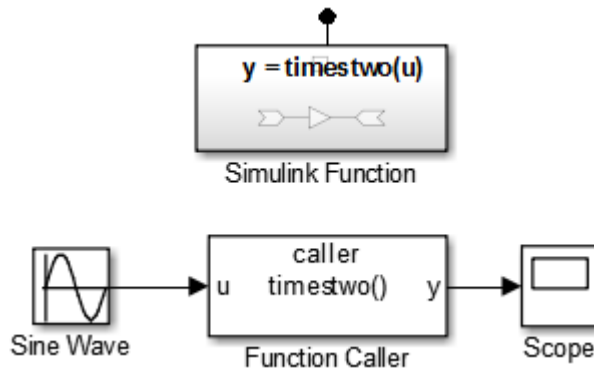 y = timestwo(u)
Simulink Function
caller
u timestwo() y
Sine Wave
Function Caller
Scope